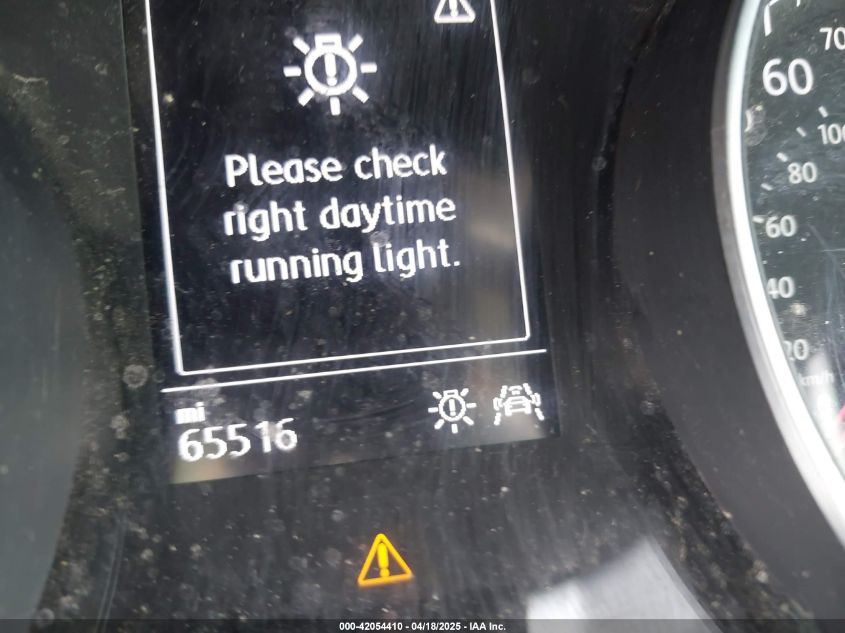 Please check
right daytime
running light.
mi
65516
70
60
100
80
60
40
20
km/h
000-42054410 - 04/18/2025 - IAA Inc.